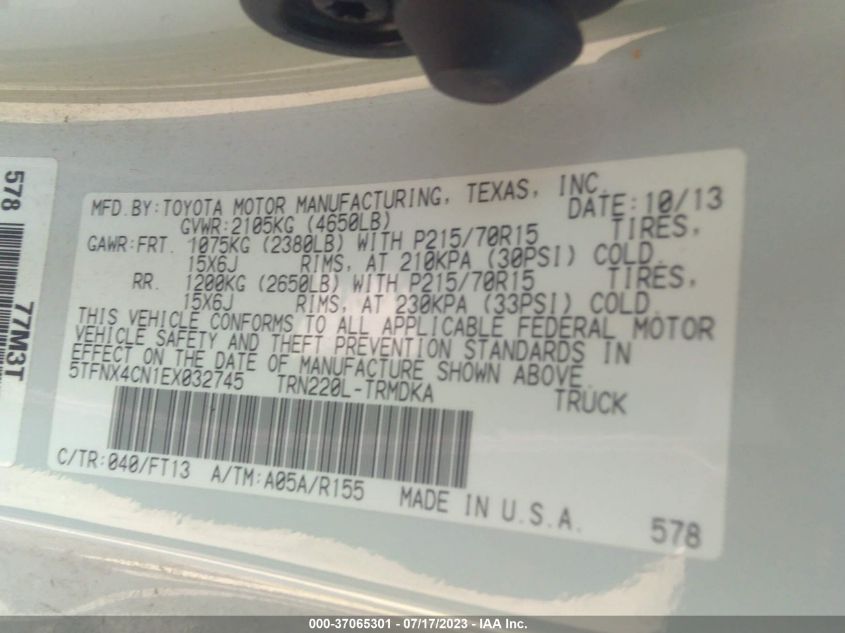 MFD.BY:TOYOTA MOTOR MANUFACTURING, TEXAS, INC.
GVWR:2105KG (4650LB) DATE:10/13
GAWR:FRT. 1075KG (2380LB) WITH P215/70R15 TIRES,
15X6J RIMS, AT 210KPA (30PSI) COLD.
RR. 1200KG (2650LB) WITH P215/70R15 TIRES,
15X6J RIMS, AT 230KPA (33PSI) COLD.
THIS VEHICLE CONFORMS TO ALL APPLICABLE FEDERAL MOTOR
VEHICLE SAFETY AND THEFT PREVENTION STANDARDS IN
EFFECT ON THE DATE OF MANUFACTURE SHOWN ABOVE.
5TFNX4CN1EX032745 TRN220L-TRMDKA TRUCK
C/TR:040/FT13 A/TM:A05A/R155 MADE IN U.S.A.
578
578
77M3T
000-37065301 - 07/17/2023 - IAA Inc.